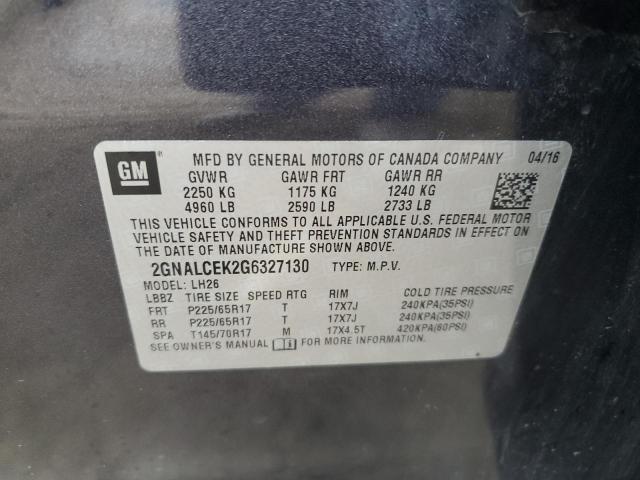 GM
MFD BY GENERAL MOTORS OF CANADA COMPANY 04/16
GVWR GAWR FRT GAWR RR
2250 KG 1175 KG 1240 KG
4960 LB 2590 LB 2733 LB
THIS VEHICLE CONFORMS TO ALL APPLICABLE U.S. FEDERAL MOTOR
VEHICLE SAFETY AND THEFT PREVENTION STANDARDS IN EFFECT ON
THE DATE OF MANUFACTURE SHOWN ABOVE.
2GNALCEK2G6327130 TYPE: M.P.V.
MODEL: LH26
LBBZ TIRE SIZE SPEED RTG RIM COLD TIRE PRESSURE
FRT P225/65R17 T 17X7J 240KPA(35PSI)
RR P225/65R17 T 17X7J 240KPA(35PSI)
SPA T145/70R17 M 17X4.5T 420KPA(60PSI)
SEE OWNER'S MANUAL FOR MORE INFORMATION.